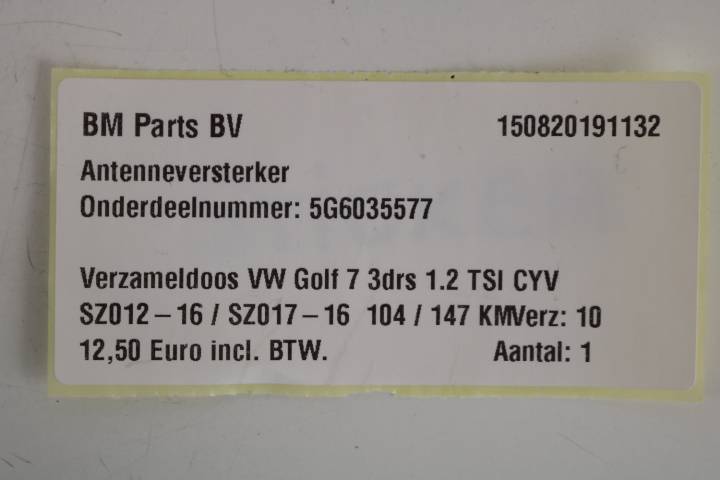 BM Parts BV 150820191132
Antenneversterker
Onderdeelnummer: 5G6035577
Verzameldoos VW Golf 7 3drs 1.2 TSI CYV
SZ012-16 / SZ017-16 104 / 147 KMVerz: 10
12,50 Euro incl. BTW. Aantal: 1